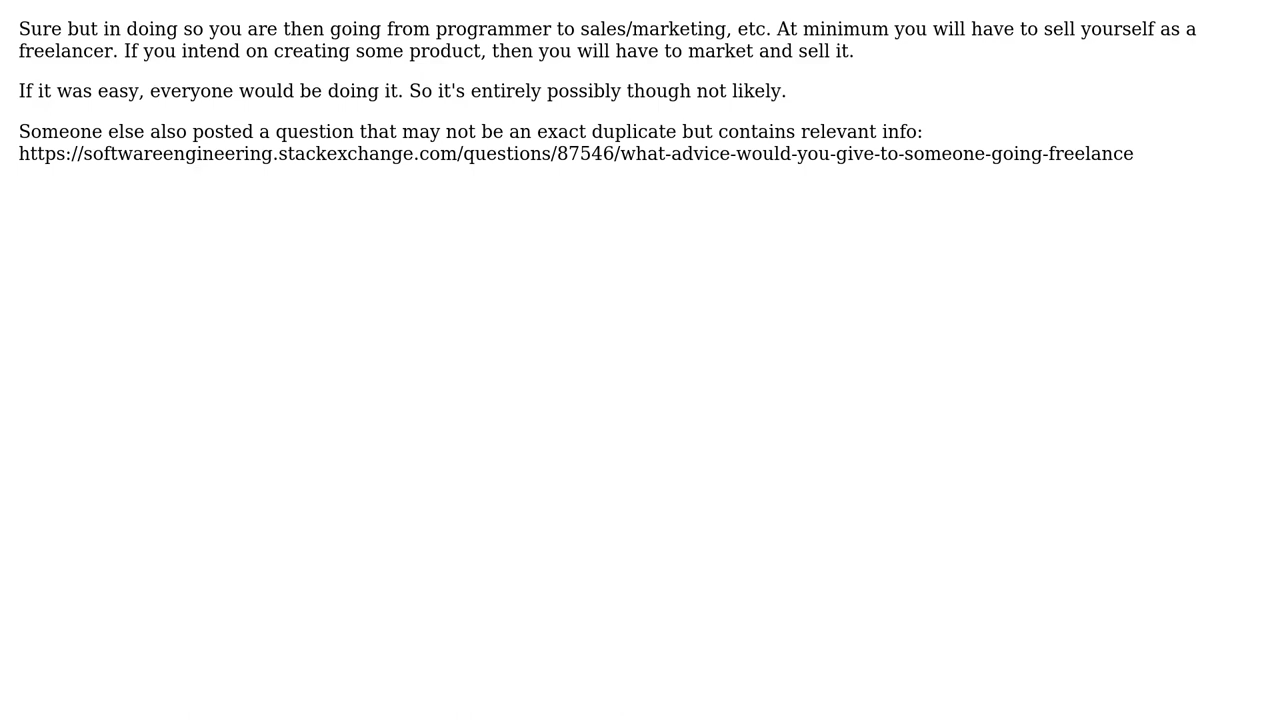 Sure but in doing so you are then going from programmer to sales/marketing, etc. At minimum you will have to sell yourself as a
freelancer. If you intend on creating some product, then you will have to market and sell it.
If it was easy, everyone would be doing it. So it's entirely possibly though not likely.
Someone else also posted a question that may not be an exact duplicate but contains relevant info:
https://softwareengineering.stackexchange.com/questions/87546/what-advice-would-you-give-to-someone-going-freelance